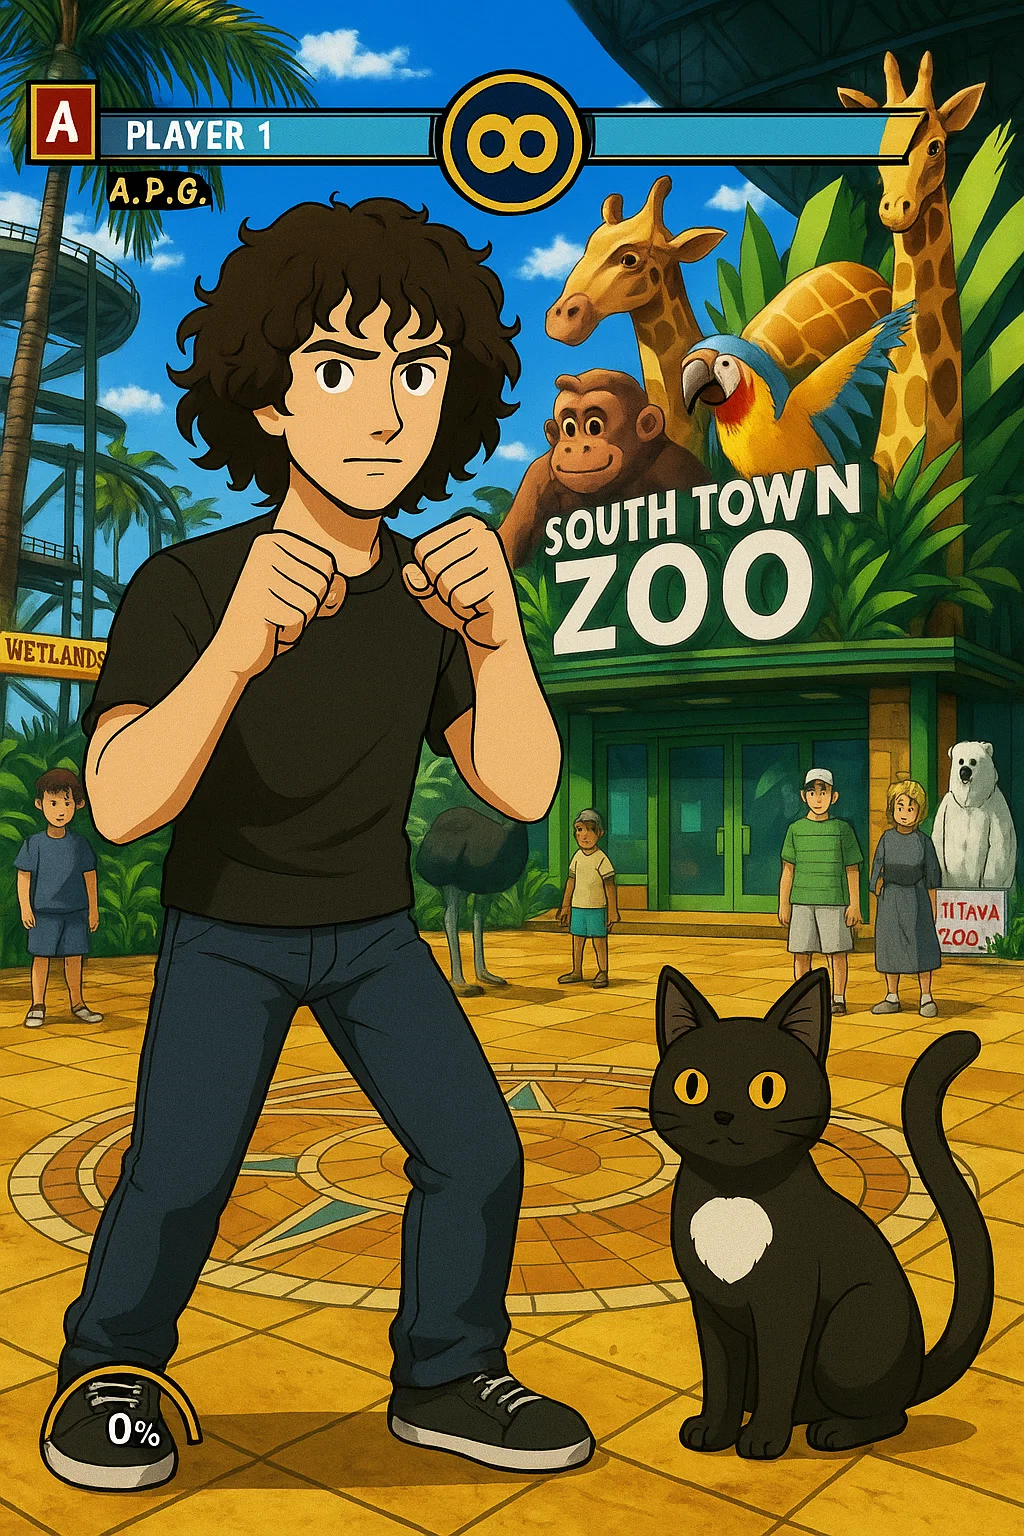 A
PLAYER 1
∞
A.P.G.
SOUTH TOWN
ZOO
WETLANDS
TITAVA
ZOO
0%